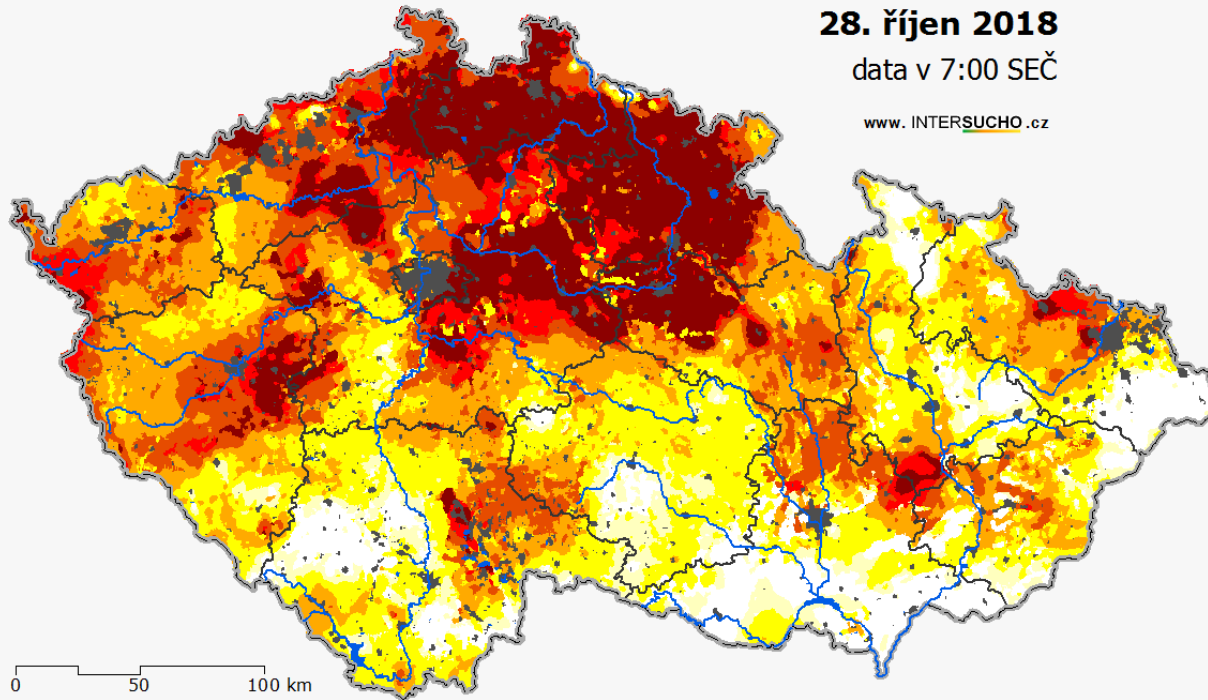 28. říjen 2018
data v 7:00 SEČ
www. INTERSUCHO .cz
0 50 100 km